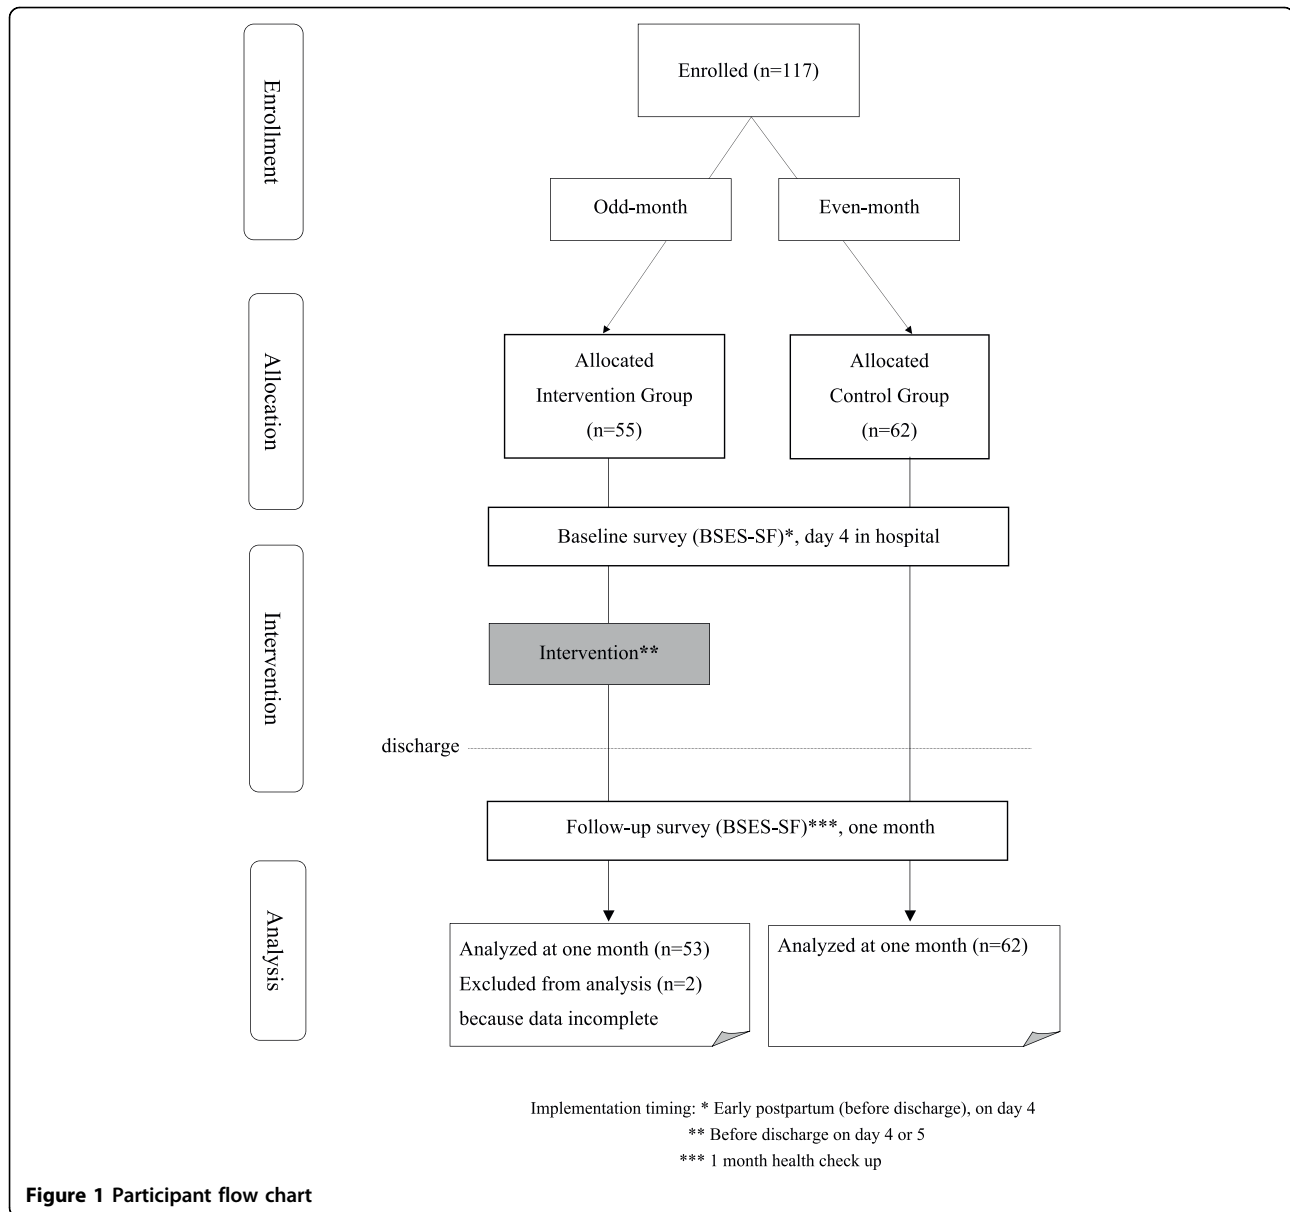 Enrollment
Enrolled (n=117)
Odd-month
Even-month
Allocation
Allocated
Intervention Group
(n=55)
Allocated
Control Group
(n=62)
Baseline survey (BSES-SF)*, day 4 in hospital
Intervention
Intervention**
discharge
Follow-up survey (BSES-SF)***, one month
Analysis
Analyzed at one month (n=53)
Excluded from analysis (n=2)
because data incomplete
Analyzed at one month (n=62)
Implementation timing: * Early postpartum (before discharge), on day 4
** Before discharge on day 4 or 5
*** 1 month health check up
Figure 1 Participant flow chart